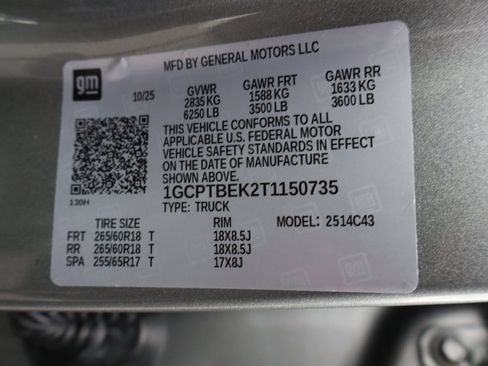 MFD BY GENERAL MOTORS LLC
gm
10/25 GVWR GAWR FRT GAWR RR
2835 KG 1588 KG 1633 KG
6250 LB 3500 LB 3600 LB
THIS VEHICLE CONFORMS TO ALL
APPLICABLE U.S. FEDERAL MOTOR
VEHICLE SAFETY STANDARDS IN EFFECT
ON THE DATE OF MANUFACTURE
SHOWN ABOVE.
130H
1GCPTBEK2T1150735
TYPE: TRUCK
TIRE SIZE RIM MODEL: 2514C43
FRT 265/60R18 T 18X8.5J
RR 265/60R18 T 18X8.5J
SPA 255/65R17 T 17X8J